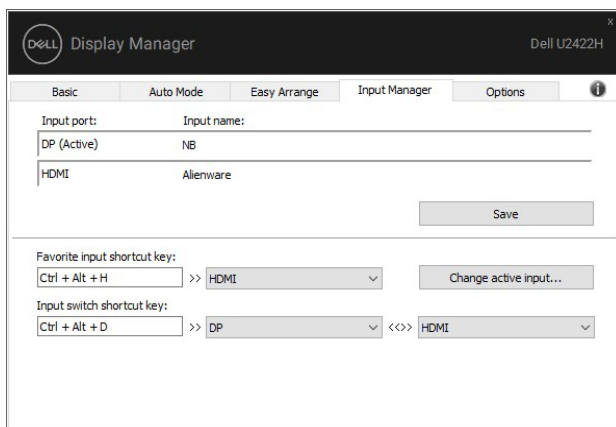 x
DELL Display Manager Dell U2422H
Basic Auto Mode Easy Arrange Input Manager Options i
Input port: Input name:
DP (Active) NB
HDMI Alienware
Save
Favorite input shortcut key:
Ctrl + Alt + H >> HDMI Change active input...
Input switch shortcut key:
Ctrl + Alt + D >> DP <<>> HDMI